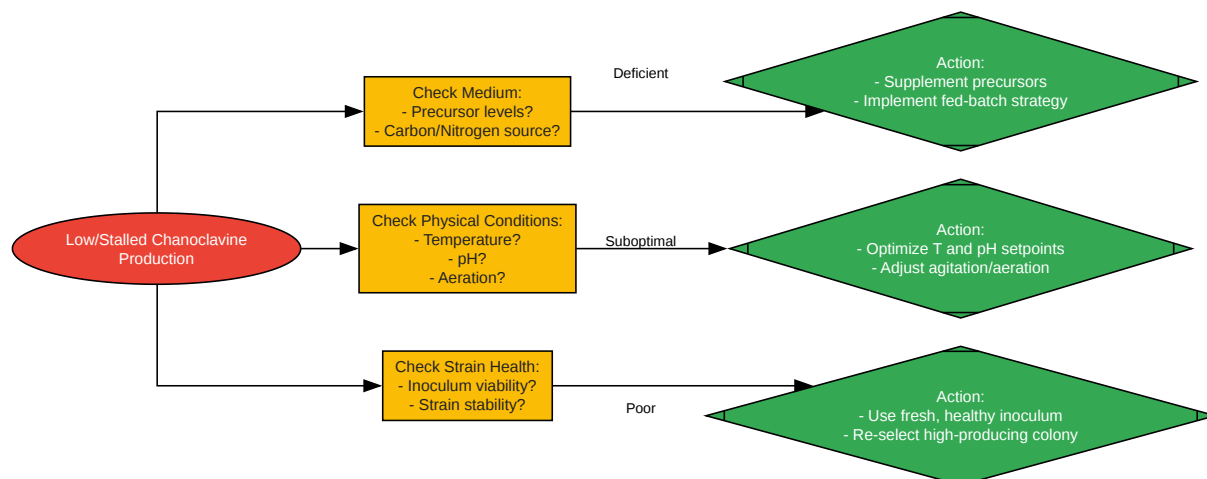 Low/Stalled Chanoclavine
Production
Check Medium:
- Precursor levels?
- Carbon/Nitrogen source?
Deficient
Action:
- Supplement precursors
- Implement fed-batch strategy
Check Physical Conditions:
- Temperature?
- pH?
- Aeration?
Suboptimal
Action:
- Optimize T and pH setpoints
- Adjust agitation/aeration
Check Strain Health:
- Inoculum viability?
- Strain stability?
Poor
Action:
- Use fresh, healthy inoculum
- Re-select high-producing colony